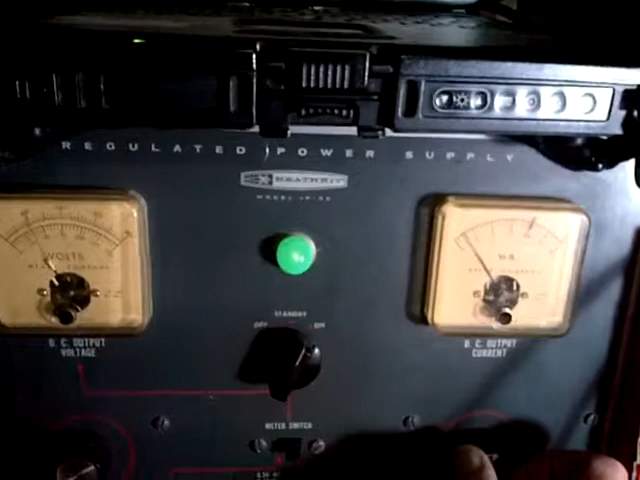 REGULATED POWER SUPPLY
HEATHKIT
VOLTS
MA
STANDBY
OFF
ON
D. C. OUTPUT
VOLTAGE
D. C. OUTPUT
CURRENT
METER SWITCH